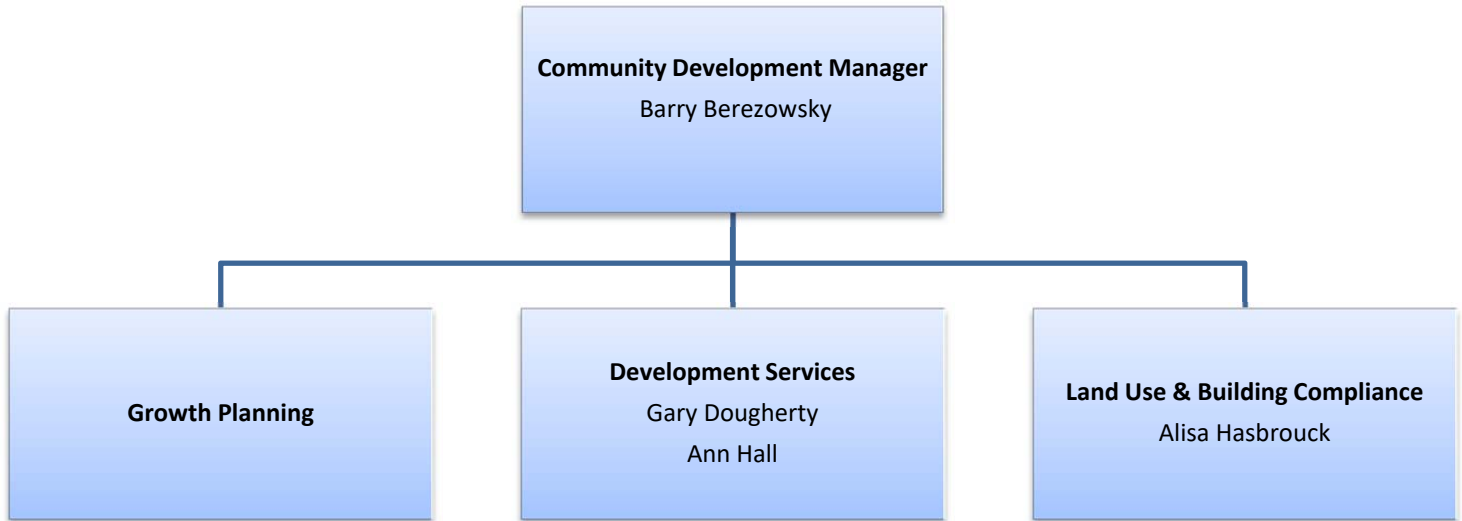 Community Development Manager
Barry Berezowsky
Growth Planning
Development Services
Gary Dougherty
Ann Hall
Land Use & Building Compliance
Alisa Hasbrouck